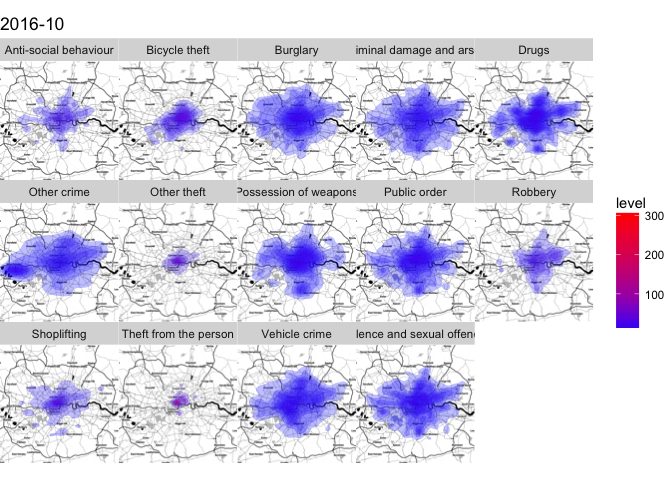 2016-10
Anti-social behaviour
Bicycle theft
Burglary
iminal damage and ars
Drugs
Other crime
Other theft
Possession of weapons
Public order
Robbery
Shoplifting
Theft from the person
Vehicle crime
lence and sexual offen
level
300
200
100